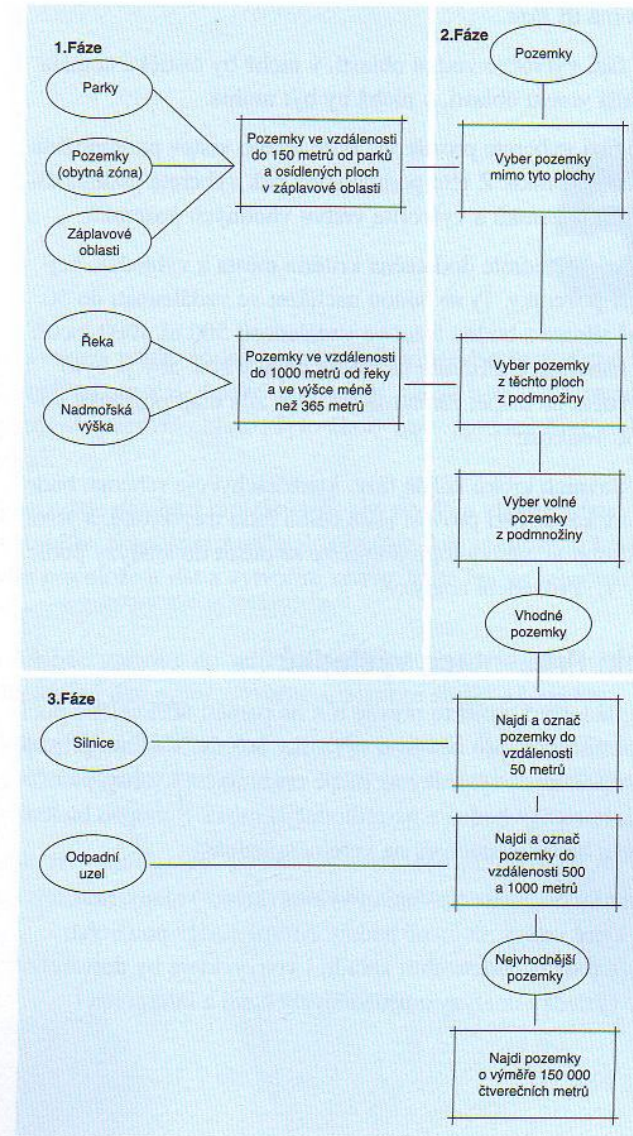 1.Fáze
Parky
Pozemky
(obytná zóna)
Záplavové
oblasti
Pozemky ve vzdálenosti
do 150 metrů od parků
a osídlených ploch
v záplavové oblasti
Řeka
Nadmořská
výška
Pozemky ve vzdálenosti
do 1000 metrů od řeky
a ve výšce méně
než 365 metrů
2.Fáze
Pozemky
Vyber pozemky
mimo tyto plochy
Vyber pozemky
z těchto ploch
z podmnožiny
Vyber volné
pozemky
z podmnožiny
Vhodné
pozemky
3.Fáze
Silnice
Najdi a označ
pozemky do
vzdálenosti
50 metrů
Odpadní
uzel
Najdi a označ
pozemky do
vzdálenosti 500
a 1000 metrů
Nejvhodnější
pozemky
Najdi pozemky
o výměře 150 000
čtverečních metrů